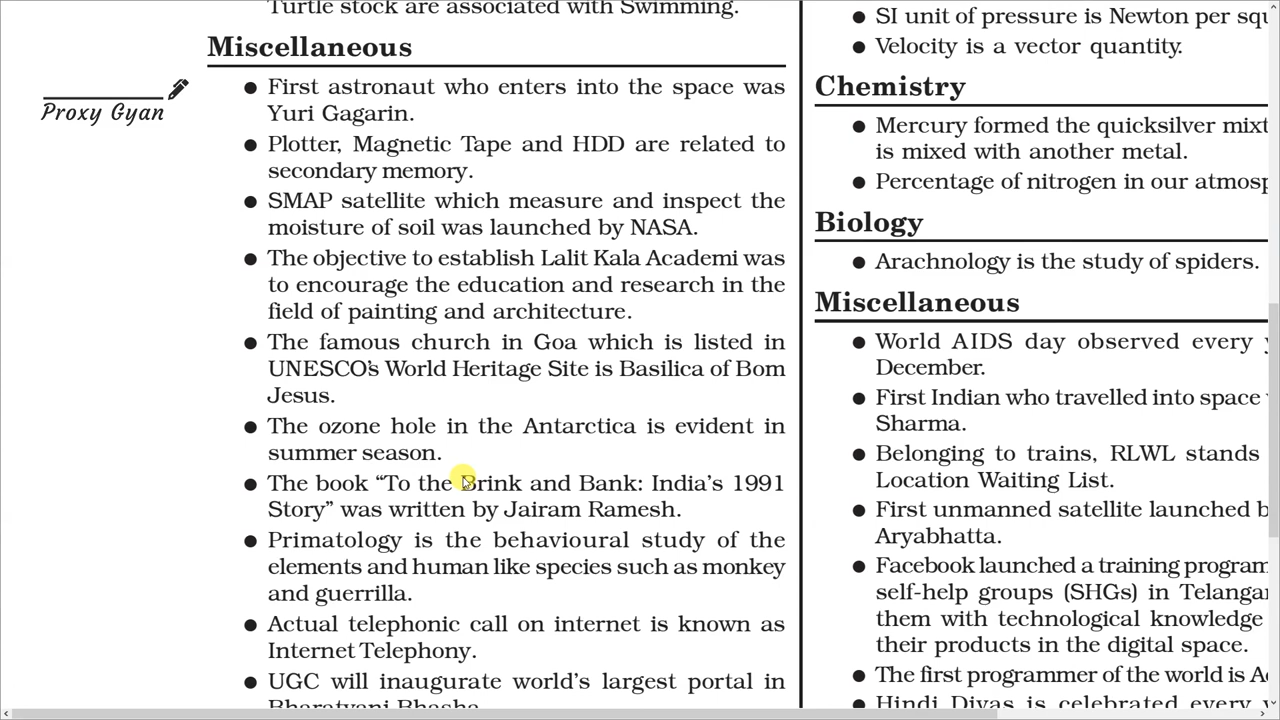 Turtle stock are associated with Swimming.
Miscellaneous
Proxy Gyan
● First astronaut who enters into the space was
Yuri Gagarin.
● Plotter, Magnetic Tape and HDD are related to
secondary memory.
● SMAP satellite which measure and inspect the
moisture of soil was launched by NASA.
● The objective to establish Lalit Kala Academi was
to encourage the education and research in the
field of painting and architecture.
● The famous church in Goa which is listed in
UNESCO's World Heritage Site is Basilica of Bom
Jesus.
● The ozone hole in the Antarctica is evident in
summer season.
● The book “To the Brink and Bank: India's 1991
Story” was written by Jairam Ramesh.
● Primatology is the behavioural study of the
elements and human like species such as monkey
and guerrilla.
● Actual telephonic call on internet is known as
Internet Telephony.
● UGC will inaugurate world's largest portal in
Bharatvani Bhasha
● SI unit of pressure is Newton per
● Velocity is a vector quantity.
Chemistry
● Mercury formed the quicksilver
is mixed with another metal.
● Percentage of nitrogen in our
Biology
● Arachnology is the study of spiders.
Miscellaneous
● World AIDS day observed every
December.
● First Indian who travelled into space
Sharma.
● Belonging to trains, RLWL stands
Location Waiting List.
● First unmanned satellite launched
Aryabhatta.
● Facebook launched a training
self-help groups (SHGs) in
them with technological knowledge
their products in the digital space.
● The first programmer of the world is
● Hindi Divas is celebrated every